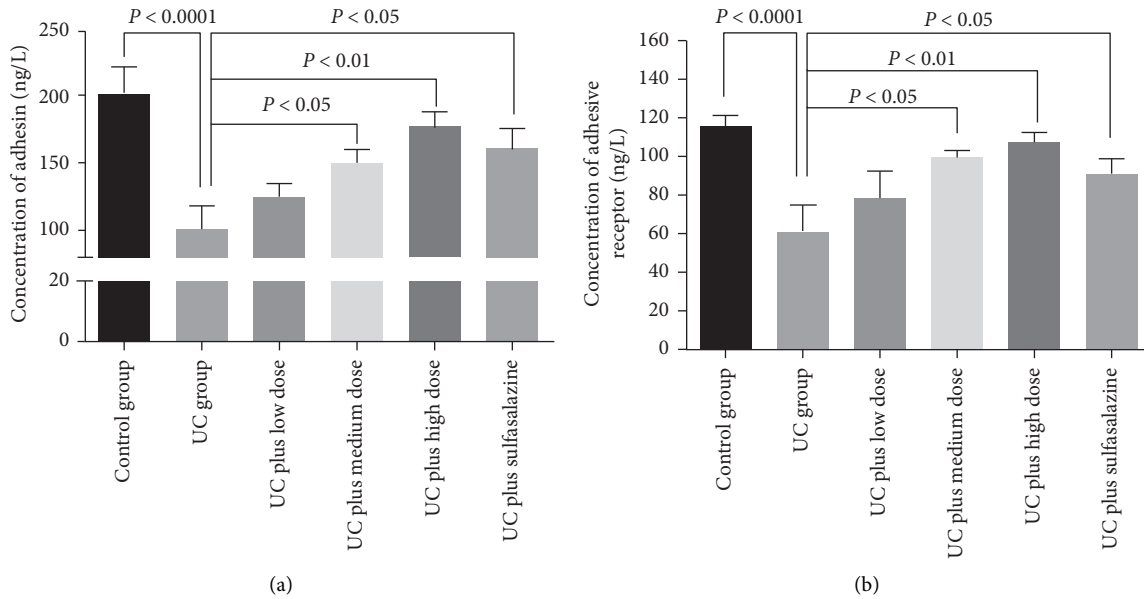 P < 0.0001
P < 0.05
P < 0.01
P < 0.05
Concentration of adhesin (ng/L)
250
200
150
100
20
0
Control group
UC group
UC plus low dose
UC plus medium dose
UC plus high dose
UC plus sulfasalazine
(a)
P < 0.0001
P < 0.05
P < 0.01
P < 0.05
Concentration of adhesive
receptor (ng/L)
160
140
120
100
80
60
40
20
0
Control group
UC group
UC plus low dose
UC plus medium dose
UC plus high dose
UC plus sulfasalazine
(b)